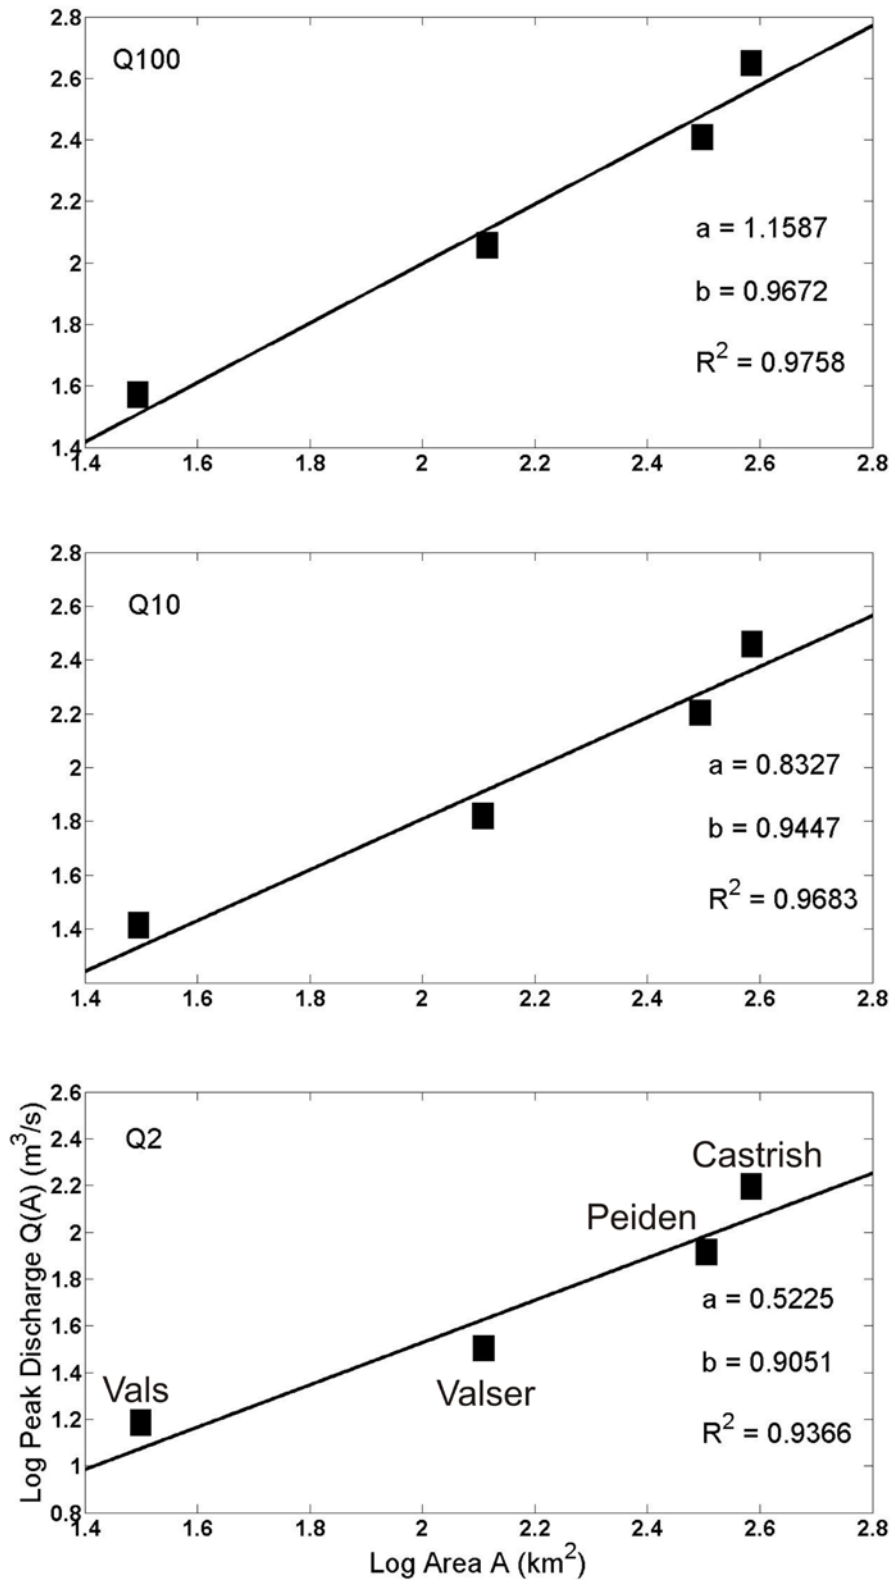 2.8
Q100
2.6
2.4
2.2
a = 1.1587
2
b = 0.9672
1.8
R² = 0.9758
1.6
1.4
1.4 1.6 1.8 2 2.2 2.4 2.6 2.8
2.8
Q10
2.6
2.4
2.2
2
a = 0.8327
1.8
b = 0.9447
1.6
R² = 0.9683
1.4
1.4 1.6 1.8 2 2.2 2.4 2.6 2.8
Log Peak Discharge Q(A) (m³/s)
2.6
Q2
2.4
Castrish
2.2
Peiden
2
1.8
a = 0.5225
1.6
b = 0.9051
1.4
Vals
Valser
1.2
R² = 0.9366
1
0.8
1.4 1.6 1.8 2 2.2 2.4 2.6 2.8
Log Area A (km²)